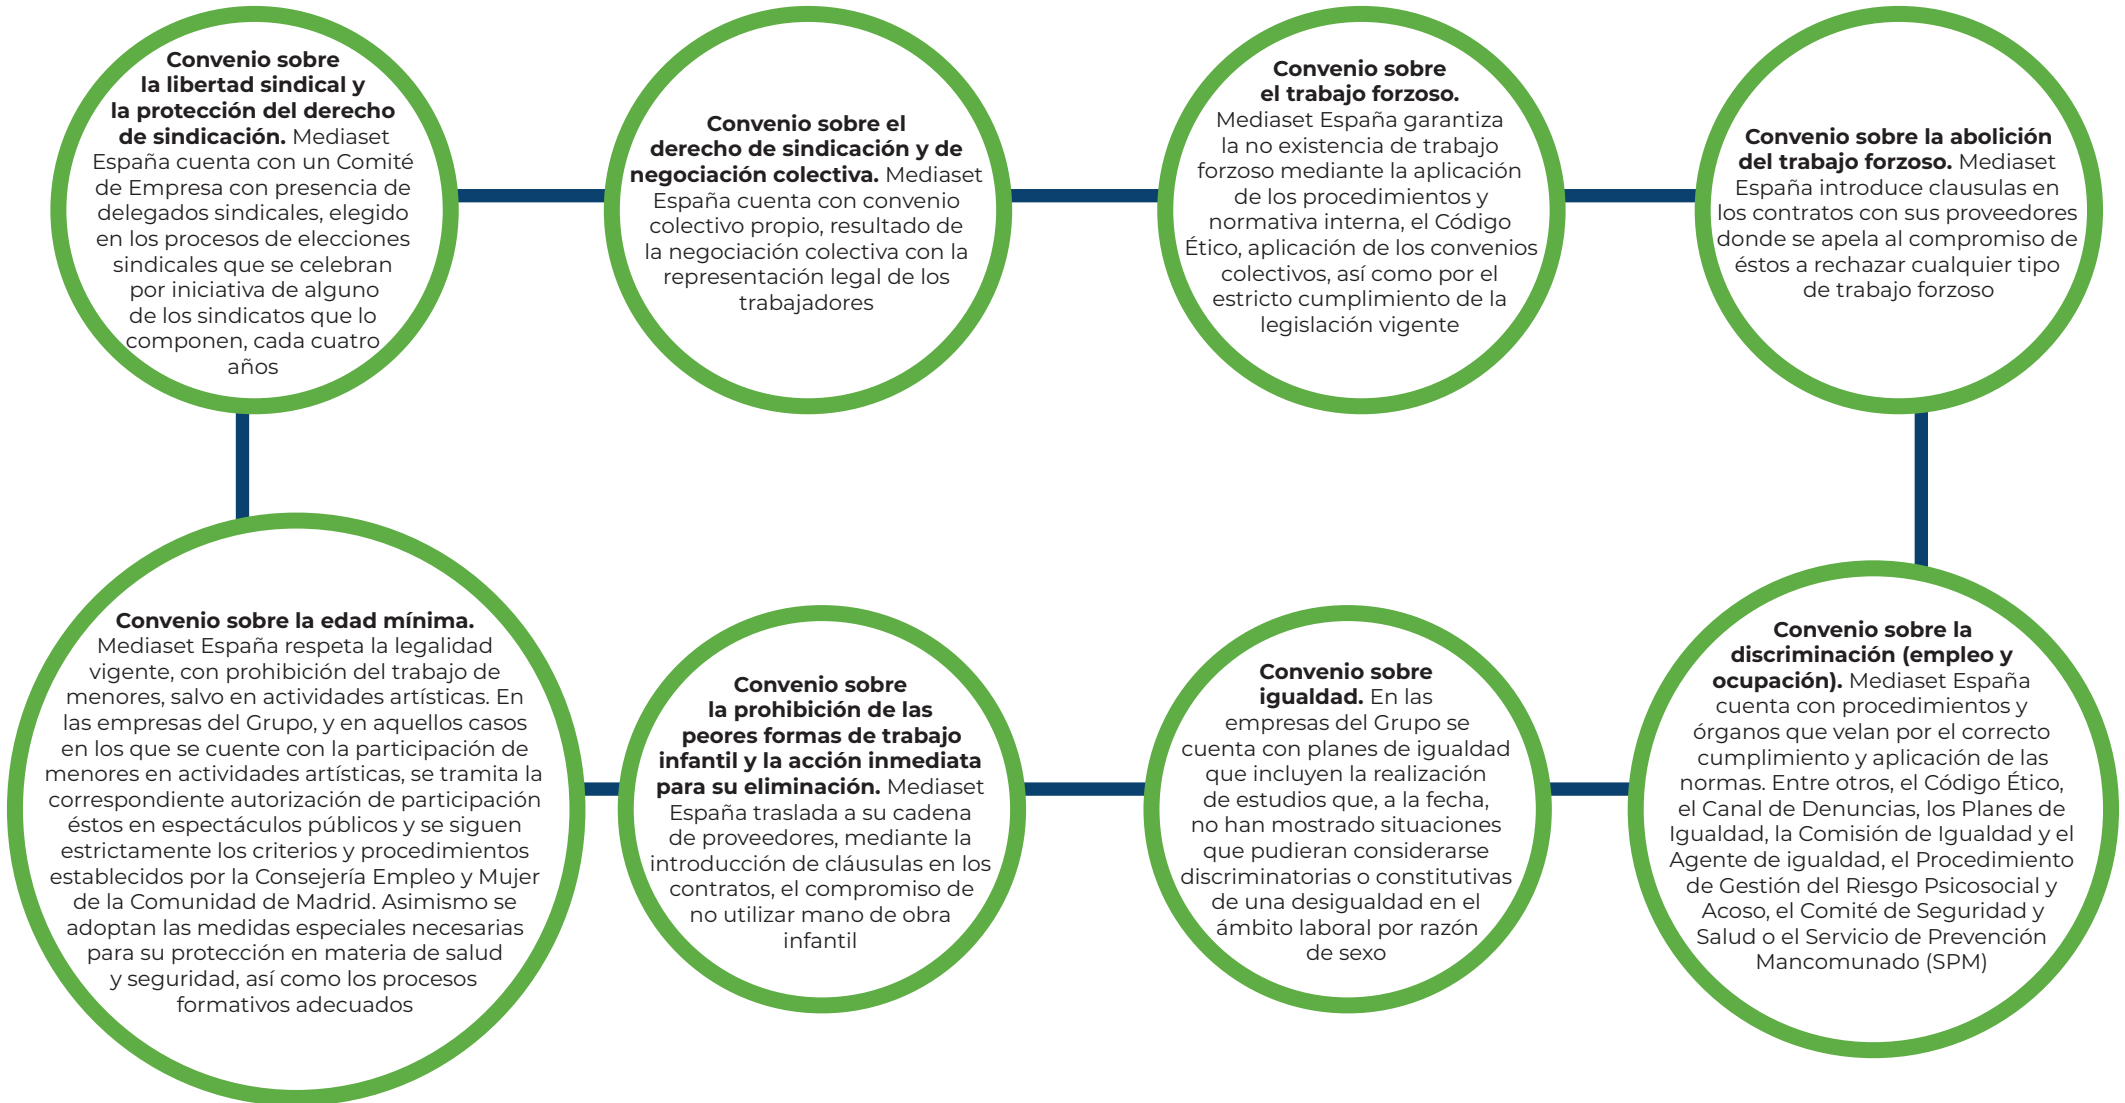 Convenio sobre
la libertad sindical y
la protección del derecho
de sindicación. Mediaset
España cuenta con un Comité
de Empresa con presencia de
delegados sindicales, elegido
en los procesos de elecciones
sindicales que se celebran
por iniciativa de alguno
de los sindicatos que lo
componen, cada cuatro
años
Convenio sobre el
derecho de sindicación y de
negociación colectiva. Mediaset
España cuenta con convenio
colectivo propio, resultado de
la negociación colectiva con la
representación legal de los
trabajadores
Convenio sobre
el trabajo forzoso.
Mediaset España garantiza
la no existencia de trabajo
forzoso mediante la aplicación
de los procedimientos y
normativa interna, el Código
Ético, aplicación de los convenios
colectivos, así como por el
estricto cumplimiento de la
legislación vigente
Convenio sobre la abolición
del trabajo forzoso. Mediaset
España introduce clausulas en
los contratos con sus proveedores
donde se apela al compromiso de
éstos a rechazar cualquier tipo
de trabajo forzoso
Convenio sobre la edad mínima.
Mediaset España respeta la legalidad
vigente, con prohibición del trabajo de
menores, salvo en actividades artísticas. En
las empresas del Grupo, y en aquellos casos
en los que se cuente con la participación de
menores en actividades artísticas, se tramita la
correspondiente autorización de participación
éstos en espectáculos públicos y se siguen
estrictamente los criterios y procedimientos
establecidos por la Consejería Empleo y Mujer
de la Comunidad de Madrid. Asimismo se
adoptan las medidas especiales necesarias
para su protección en materia de salud
y seguridad, así como los procesos
formativos adecuados
Convenio sobre
la prohibición de las
peores formas de trabajo
infantil y la acción inmediata
para su eliminación. Mediaset
España traslada a su cadena
de proveedores, mediante la
introducción de cláusulas en los
contratos, el compromiso de
no utilizar mano de obra
infantil
Convenio sobre
igualdad. En las
empresas del Grupo se
cuenta con planes de igualdad
que incluyen la realización
de estudios que, a la fecha,
no han mostrado situaciones
que pudieran considerarse
discriminatorias o constitutivas
de una desigualdad en el
ámbito laboral por razón
de sexo
Convenio sobre la
discriminación (empleo y
ocupación). Mediaset España
cuenta con procedimientos y
órganos que velan por el correcto
cumplimiento y aplicación de las
normas. Entre otros, el Código Ético,
el Canal de Denuncias, los Planes de
Igualdad, la Comisión de Igualdad y el
Agente de igualdad, el Procedimiento
de Gestión del Riesgo Psicosocial y
Acoso, el Comité de Seguridad y
Salud o el Servicio de Prevención
Mancomunado (SPM)